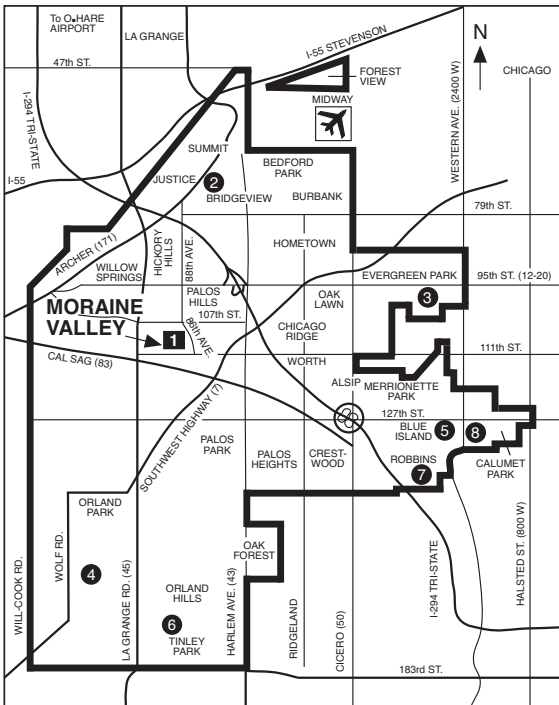 To O'HARE
AIRPORT
LA GRANGE
I-55 STEVENSON
N
47th ST.
FOREST
VIEW
CHICAGO
MIDWAY
WESTERN AVE. (2400 W)
I-294 TRI-STATE
SUMMIT
BEDFORD
PARK
I-55
JUSTICE
2
BRIDGEVIEW
BURBANK
79th ST.
ARCHER (171)
HICKORY
HILLS
88th AVE.
HOMETOWN
WILLOW
SPRINGS
EVERGREEN PARK
95th ST. (12-20)
PALOS
HILLS
OAK
LAWN
3
MORAINE
VALLEY
107th ST.
86th AVE.
1
CHICAGO
RIDGE
CAL SAG (83)
WORTH
111th ST.
ALSIP
MERRIONETTE
PARK
SOUTHWEST HIGHWAY (7)
127th ST.
BLUE
ISLAND
5
8
PALOS
PARK
PALOS
HEIGHTS
CREST-
WOOD
ROBBINS
7
CALUMET
PARK
ORLAND
PARK
WILL-COOK RD.
WOLF RD.
4
LA GRANGE RD. (45)
ORLAND
HILLS
6
TINLEY
PARK
HARLEM AVE. (43)
OAK
FOREST
RIDGELAND
CICERO (50)
I-294 TRI-STATE
HALSTED ST. (800 W)
183rd ST.